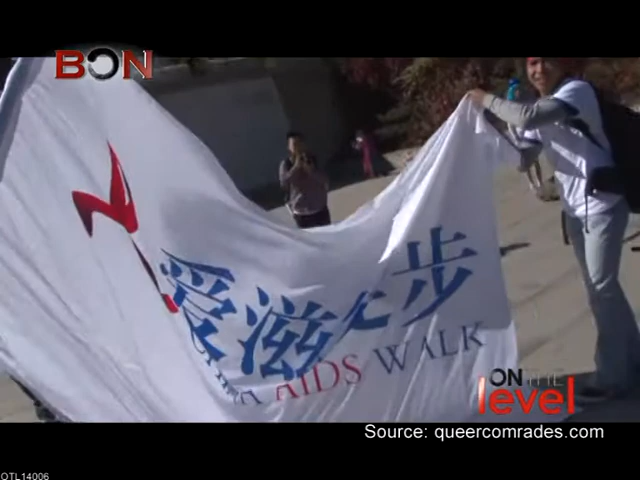 BON
爱滋之步
AIDS WALK
ON THE
level
Source: queercomrades.com
OTL14006